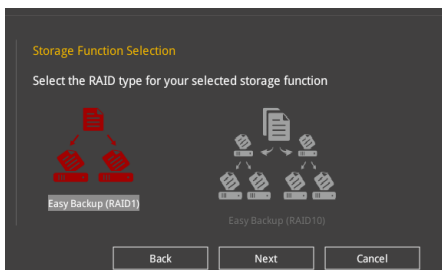 Storage Function Selection
Select the RAID type for your selected storage function
Easy Backup (RAID1)
Easy Backup (RAID10)
Back
Next
Cancel